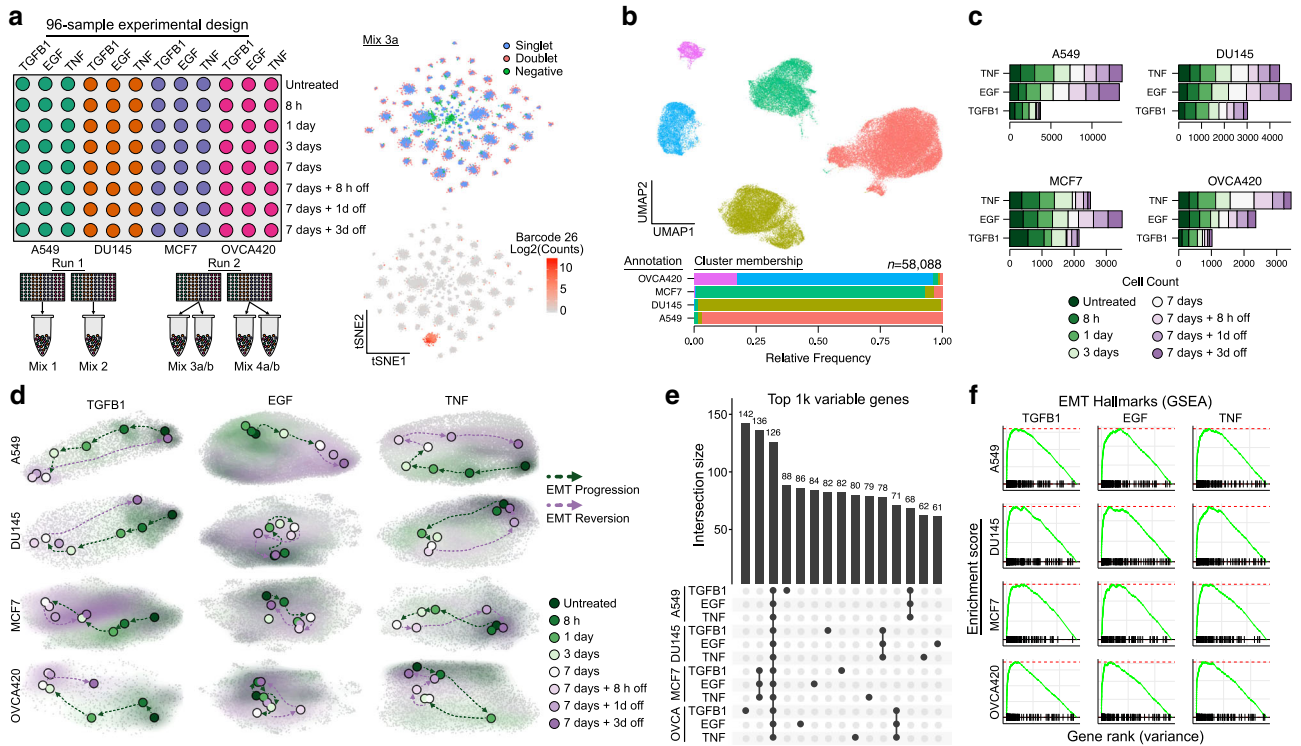 a
96-sample experimental design
TGFB1 EGF TNF TGFB1 EGF TNF TGFB1 EGF TNF TGFB1 EGF TNF
Untreated
8 h
1 day
3 days
7 days
7 days + 8 h off
7 days + 1d off
7 days + 3d off
A549 DU145 MCF7 OVCA420
Run 1 Run 2
Mix 1 Mix 2 Mix 3a/b Mix 4a/b
Mix 3a
Singlet
Doublet
Negative
Barcode 26
Log2(Counts)
10
5
0
tSNE2
tSNE1
b
UMAP2
UMAP1
Annotation Cluster membership n=58,088
OVCA420
MCF7
DU145
A549
0.00 0.25 0.50 0.75 1.00
Relative Frequency
c
A549
TNF
EGF
TGFB1
0 5000 10000
DU145
TNF
EGF
TGFB1
0 1000 2000 3000 4000
MCF7
TNF
EGF
TGFB1
0 1000 2000 3000
OVCA420
TNF
EGF
TGFB1
0 1000 2000 3000
Cell Count
Untreated
8 h
1 day
3 days
7 days
7 days + 8h off
7 days + 1d off
7 days + 3d off
d
TGFB1 EGF TNF
A549
DU145
MCF7
OVCA420
EMT Progression
EMT Reversion
Untreated
8 h
1 day
3 days
7 days
7 days + 8 h off
7 days + 1d off
7 days + 3d off
e
Top 1k variable genes
Intersection size
150
100
50
142 136 126 88 86 84 82 82 80 79 78 71 68 62 61
A549
TGFB1
EGF
TNF
DU145
TGFB1
EGF
TNF
MCF7
TGFB1
EGF
TNF
OVCA
TGFB1
EGF
TNF
f
EMT Hallmarks (GSEA)
TGFB1 EGF TNF
A549
DU145
MCF7
OVCA420
Enrichment score
Gene rank (variance)